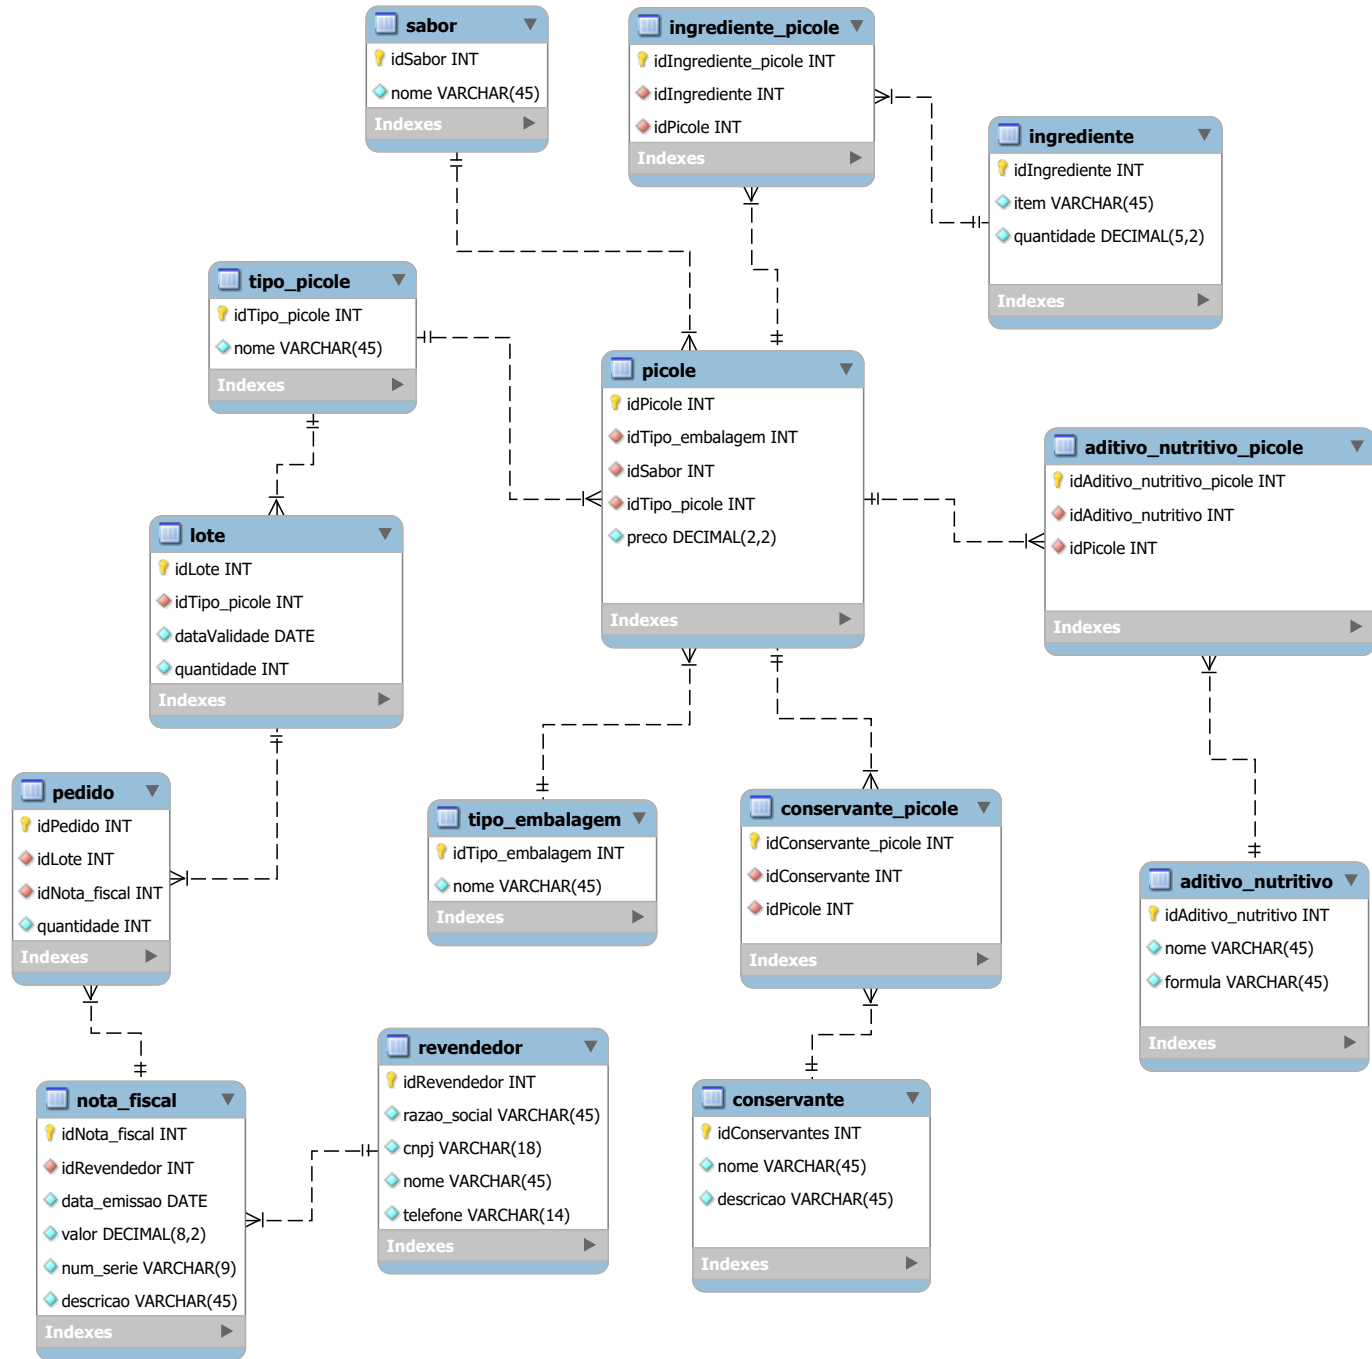 sabor
idSabor INT
nome VARCHAR(45)
Indexes
ingrediente_picole
idIngrediente_picole INT
idIngrediente INT
idPicole INT
Indexes
ingrediente
idIngrediente INT
item VARCHAR(45)
quantidade DECIMAL(5,2)
Indexes
tipo_picole
idTipo_picole INT
nome VARCHAR(45)
Indexes
picole
idPicole INT
idTipo_embalagem INT
idSabor INT
idTipo_picole INT
preco DECIMAL(2,2)
Indexes
aditivo_nutritivo_picole
idAditivo_nutritivo_picole INT
idAditivo_nutritivo INT
idPicole INT
Indexes
lote
idLote INT
idTipo_picole INT
dataValidade DATE
quantidade INT
Indexes
pedido
idPedido INT
idLote INT
idNota_fiscal INT
quantidade INT
Indexes
tipo_embalagem
idTipo_embalagem INT
nome VARCHAR(45)
Indexes
conservante_picole
idConservante_picole INT
idConservante INT
idPicole INT
Indexes
aditivo_nutritivo
idAditivo_nutritivo INT
nome VARCHAR(45)
formula VARCHAR(45)
Indexes
revendedor
idRevendedor INT
razao_social VARCHAR(45)
cnpj VARCHAR(18)
nome VARCHAR(45)
telefone VARCHAR(14)
Indexes
nota_fiscal
idNota_fiscal INT
idRevendedor INT
data_emissao DATE
valor DECIMAL(8,2)
num_serie VARCHAR(9)
descricao VARCHAR(45)
Indexes
conservante
idConservantes INT
nome VARCHAR(45)
descricao VARCHAR(45)
Indexes